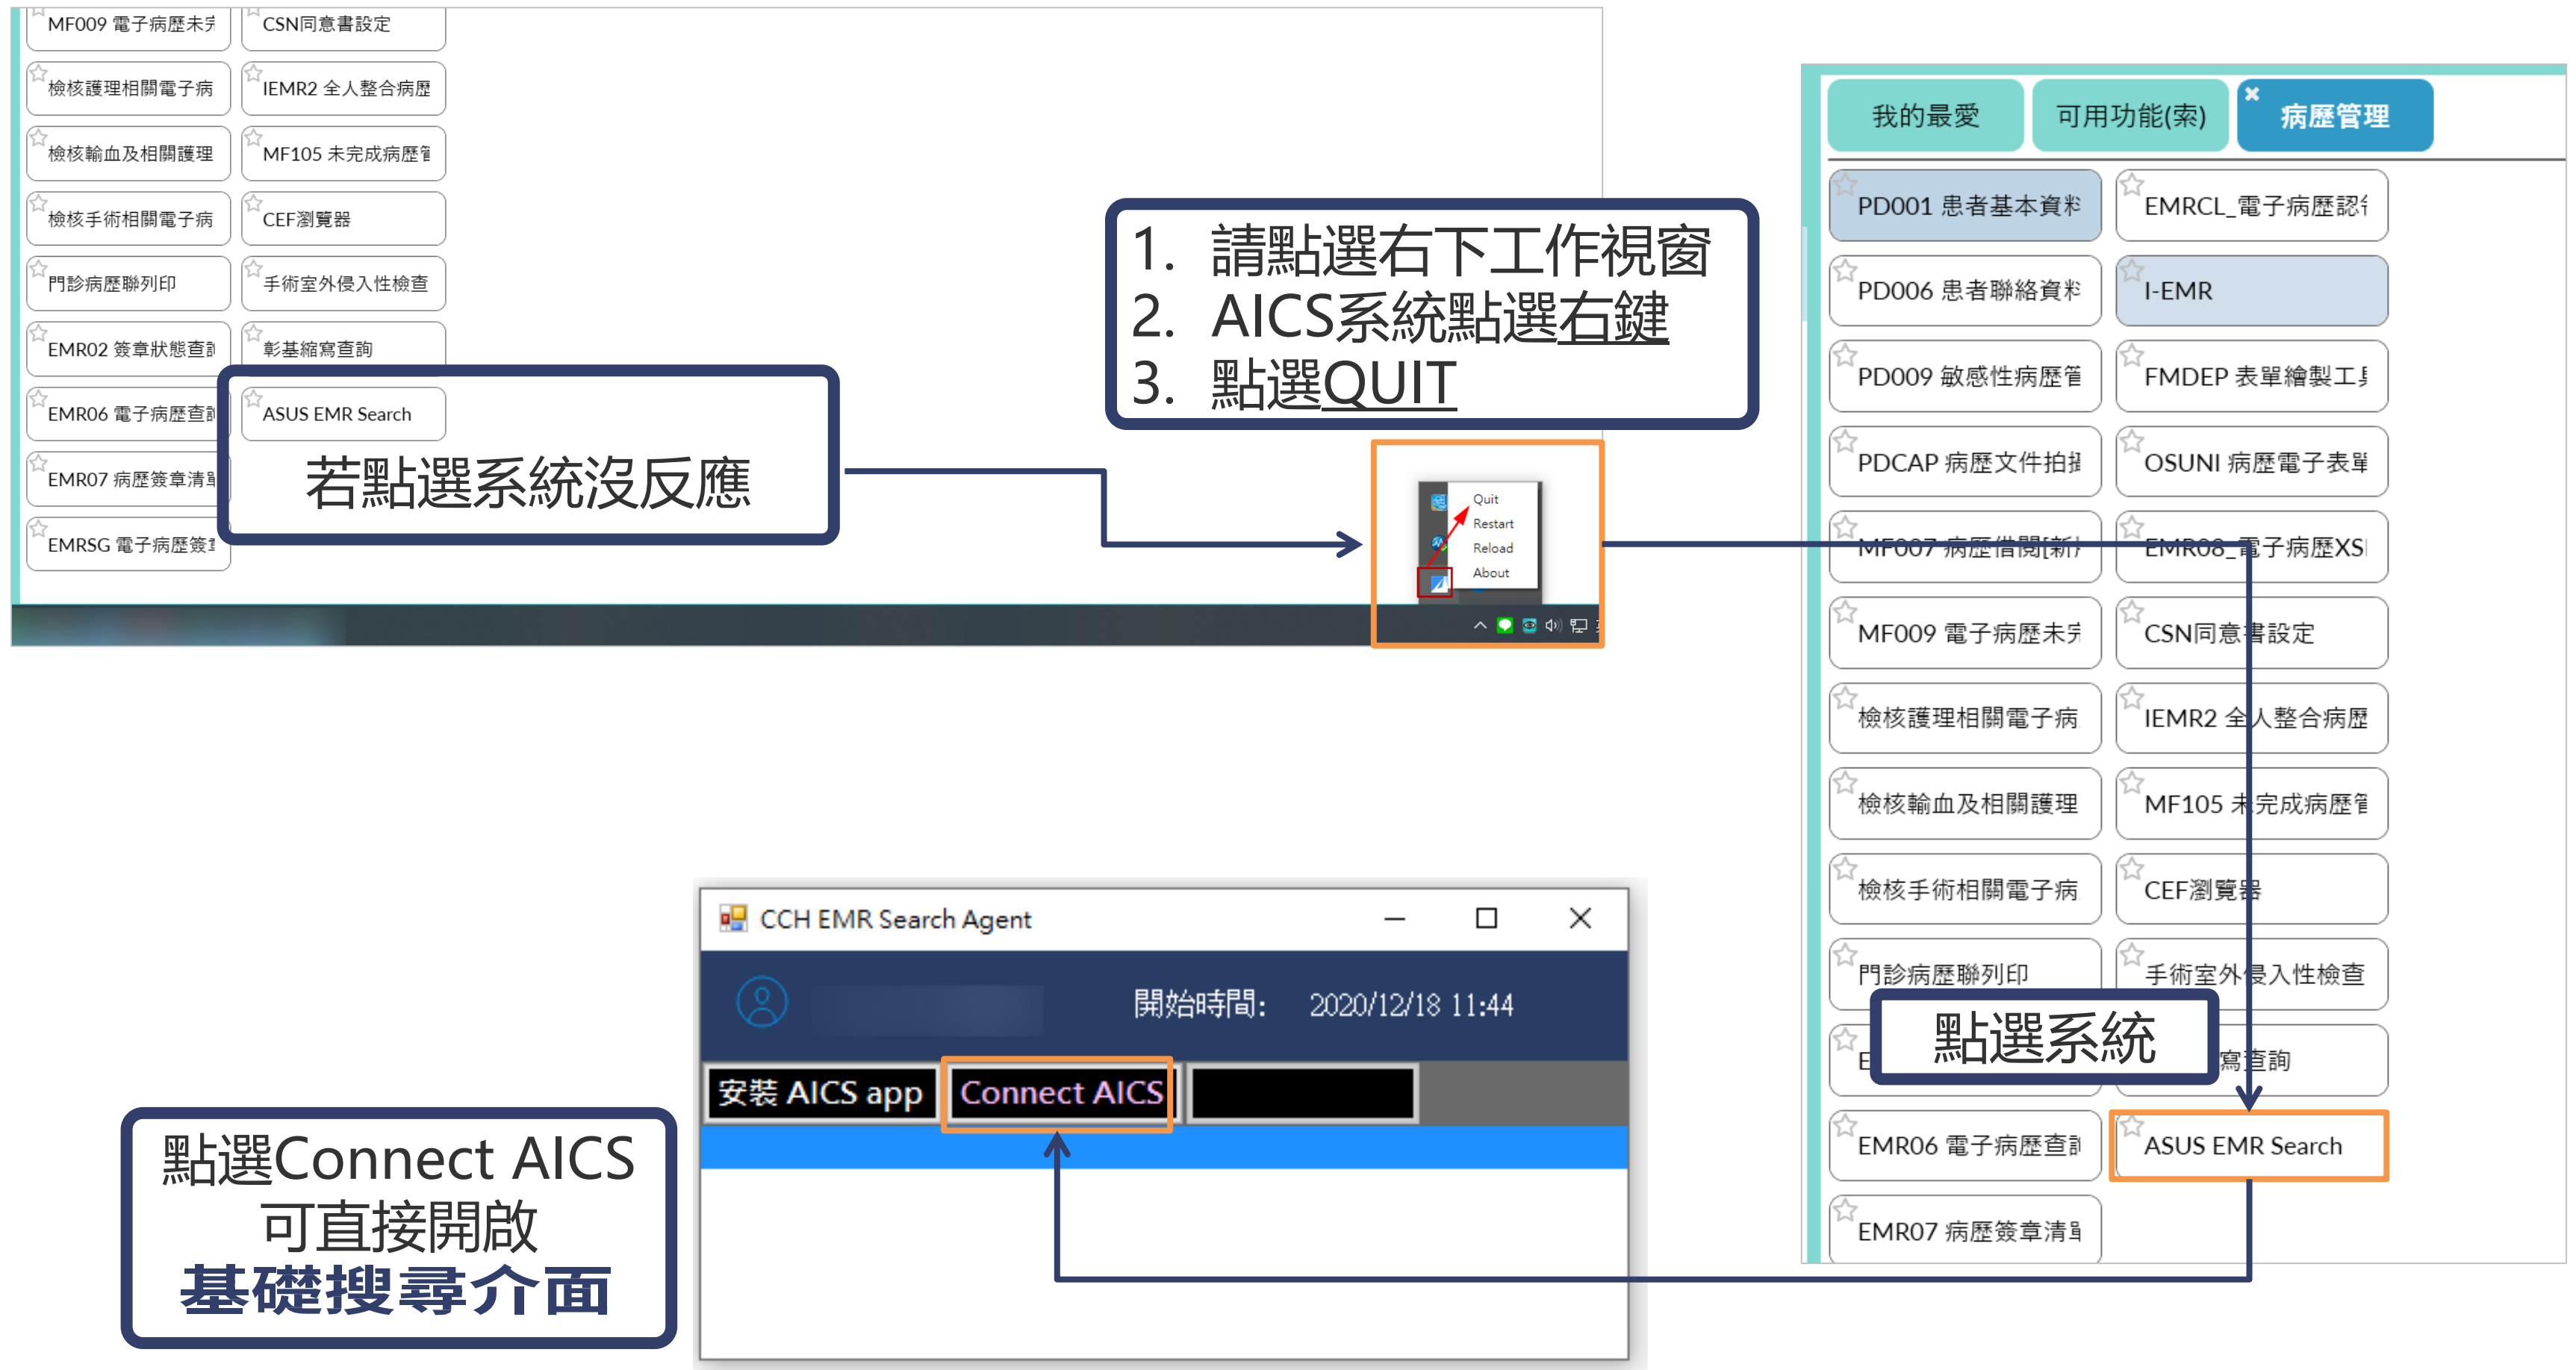 MF009 電子病歷未
CSN同意書設定
檢核護理相關電子病
IEMR2 全人整合病歷
檢核輸血及相關護理
MF105 未完成病歷
檢核手術相關電子病
CEF瀏覽器
門診病歷聯列印
手術室外侵入性檢查
EMR02 簽章狀態查
彰基縮寫查詢
EMR06 電子病歷查
ASUS EMR Search
EMR07 病歷簽章清
EMRSG 電子病歷簽
若點選系統沒反應
1. 請點選右下工作視窗
2. AICS系統點選右鍵
3. 點選QUIT
Quit
Restart
Reload
About
我的最愛
可用功能(索)
病歷管理
PD001 患者基本資料
EMRCL_電子病歷認
PD006 患者聯絡資料
I-EMR
PD009 敏感性病歷管
FMDEP 表單繪製工
PDCAP 病歷文件拍
OSUNI 病歷電子表單
MF007 病歷借閱[新
EMR08_電子病歷XS
MF009 電子病歷未
CSN同意書設定
檢核護理相關電子病
IEMR2 全人整合病歷
檢核輸血及相關護理
MF105 未完成病歷
檢核手術相關電子病
CEF瀏覽器
門診病歷聯列印
手術室外侵入性檢查
點選系統
E
寫查詢
EMR06 電子病歷查
ASUS EMR Search
EMR07 病歷簽章清
CCH EMR Search Agent
開始時間: 2020/12/18 11:44
安裝 AICS app
Connect AICS
點選Connect AICS
可直接開啟
基礎搜尋介面